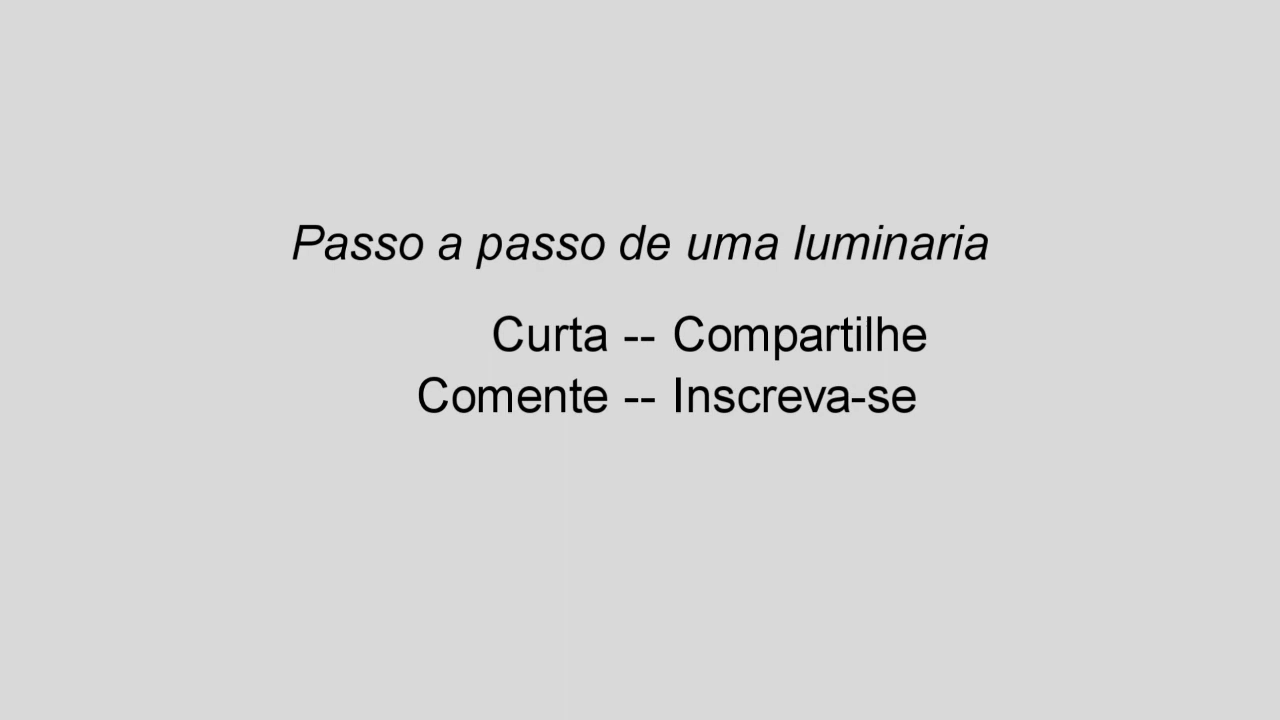 Passo a passo de uma luminaria
Curta -- Compartilhe
Comente -- Inscreva-se